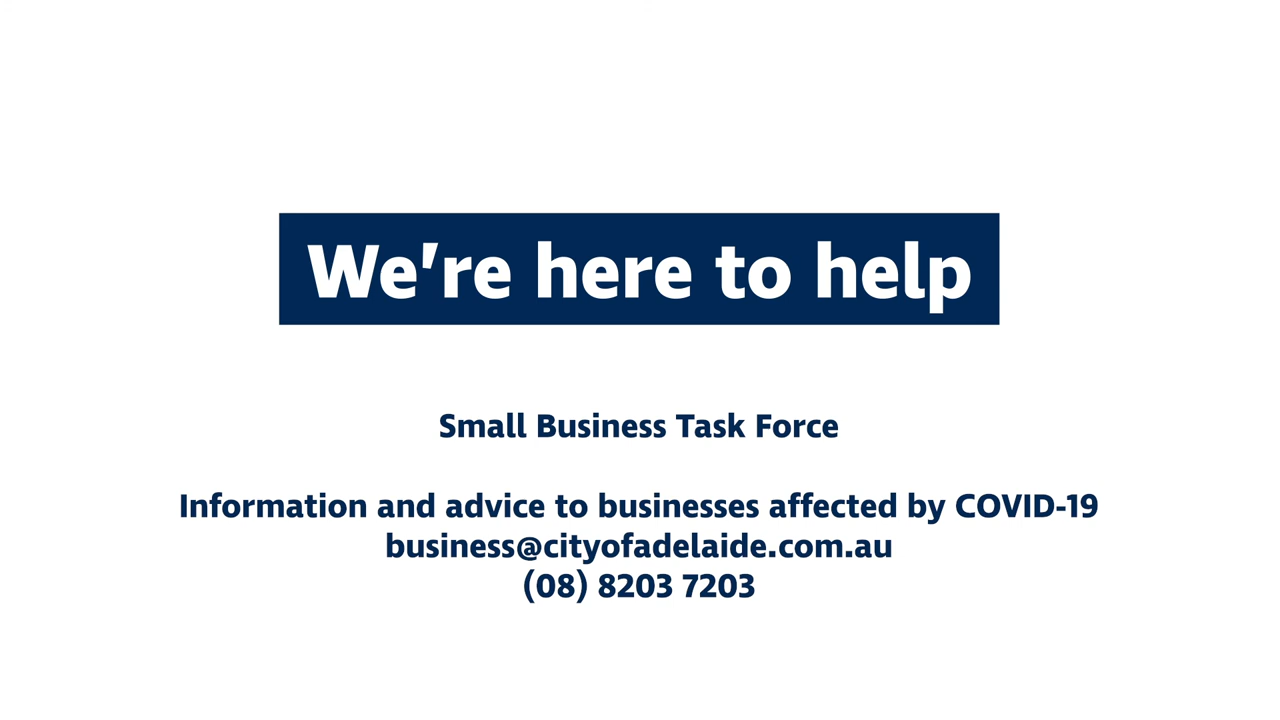 We're here to help
Small Business Task Force
Information and advice to businesses affected by COVID-19
business@cityofadelaide.com.au
(08) 8203 7203